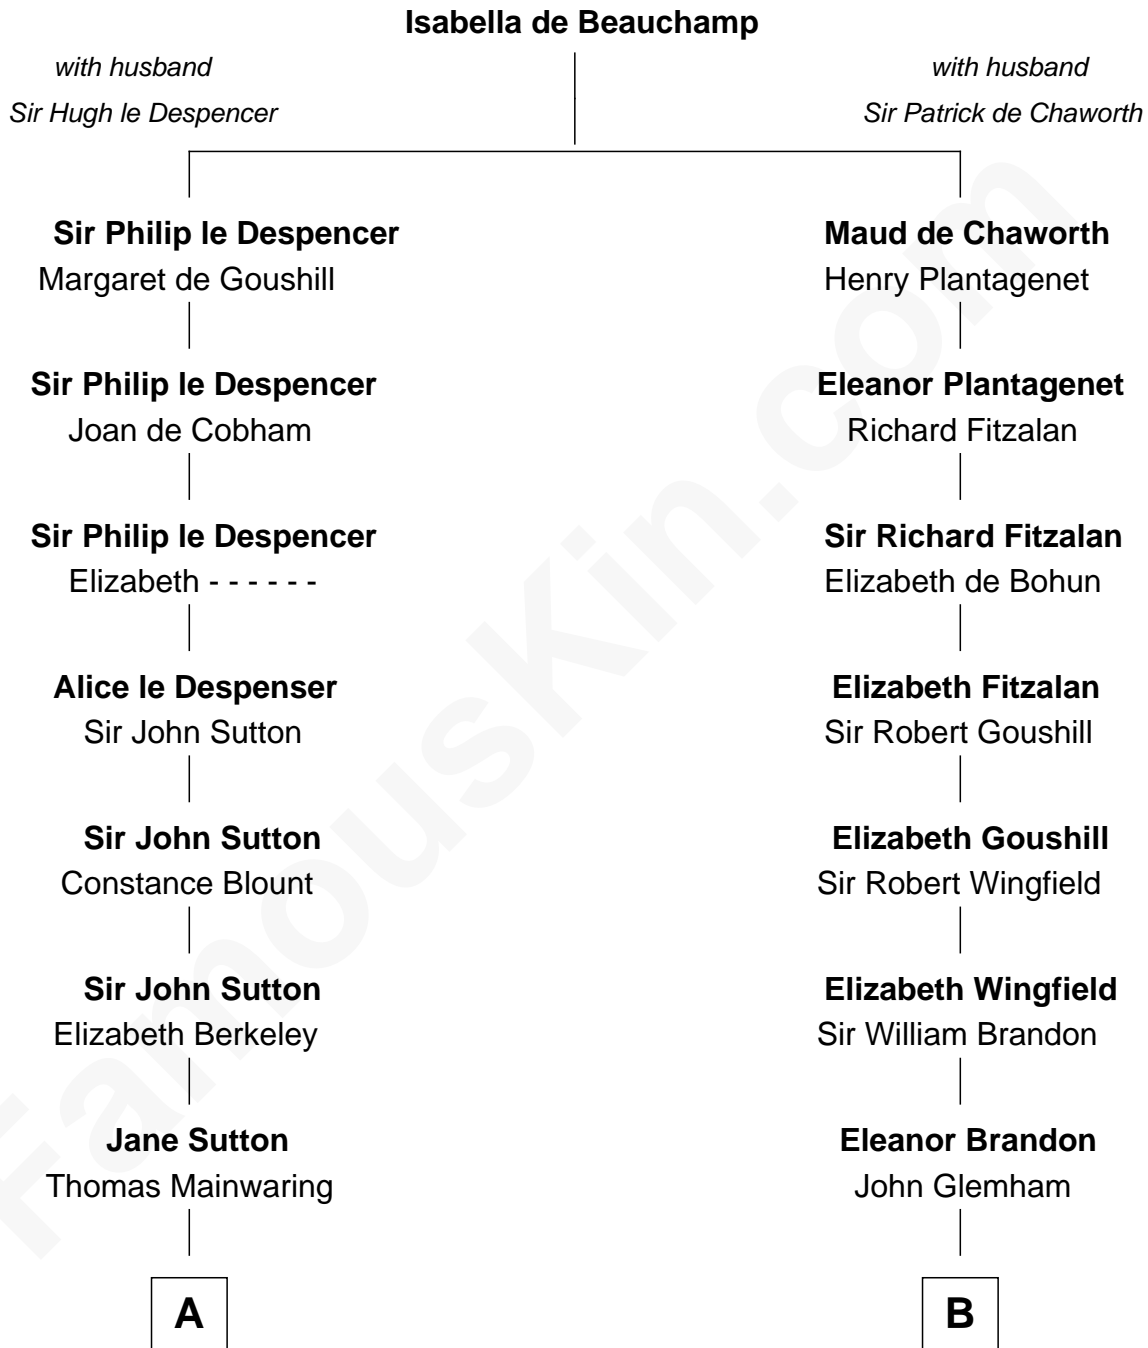 Isabella de Beauchamp
with husband
Sir Hugh le Despencer
with husband
Sir Patrick de Chaworth
Sir Philip le Despencer
Margaret de Goushill
Maud de Chaworth
Henry Plantagenet
Sir Philip le Despencer
Joan de Cobham
Eleanor Plantagenet
Richard Fitzalan
Sir Philip le Despencer
Elizabeth - - - - - -
Sir Richard Fitzalan
Elizabeth de Bohun
Alice le Despenser
Sir John Sutton
Elizabeth Fitzalan
Sir Robert Goushill
Sir John Sutton
Constance Blount
Elizabeth Goushill
Sir Robert Wingfield
Sir John Sutton
Elizabeth Berkeley
Elizabeth Wingfield
Sir William Brandon
Jane Sutton
Thomas Mainwaring
Eleanor Brandon
John Glemham
A
B
FamousKin.com